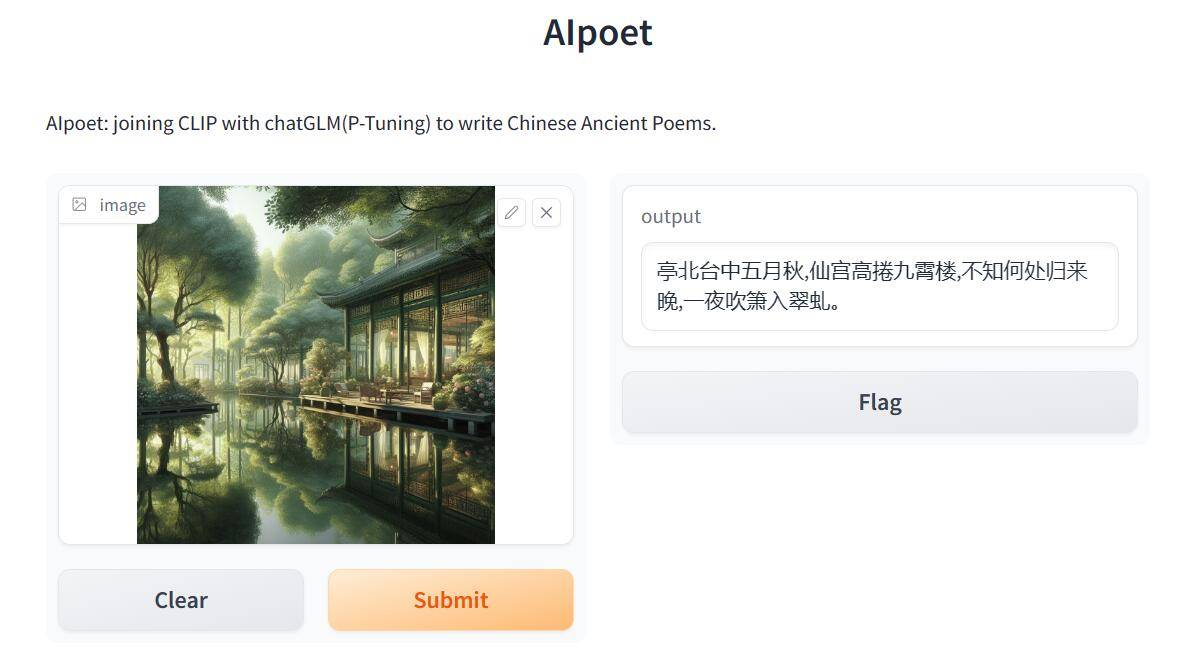 AIpoet
AIpoet: joining CLIP with chatGLM(P-Tuning) to write Chinese Ancient Poems.
image
Clear
Submit
output
亭北台中五月秋,仙宫高捲九霄楼,不知何处归来
晚,一夜吹箫入翠虬。
Flag